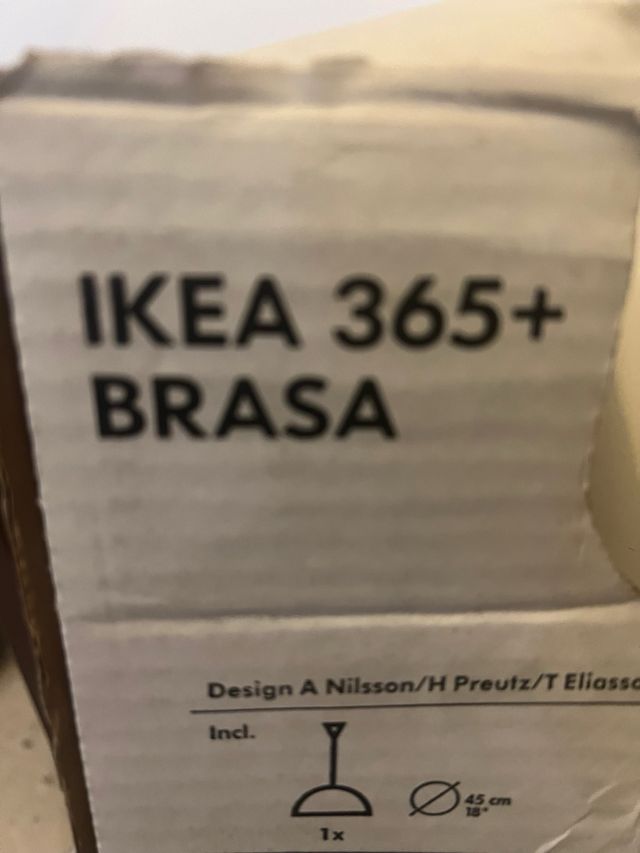 IKEA 365+
BRASA
Design A Nilsson/H Preutz/T Eliasso
Incl.
45 cm
18"
1x